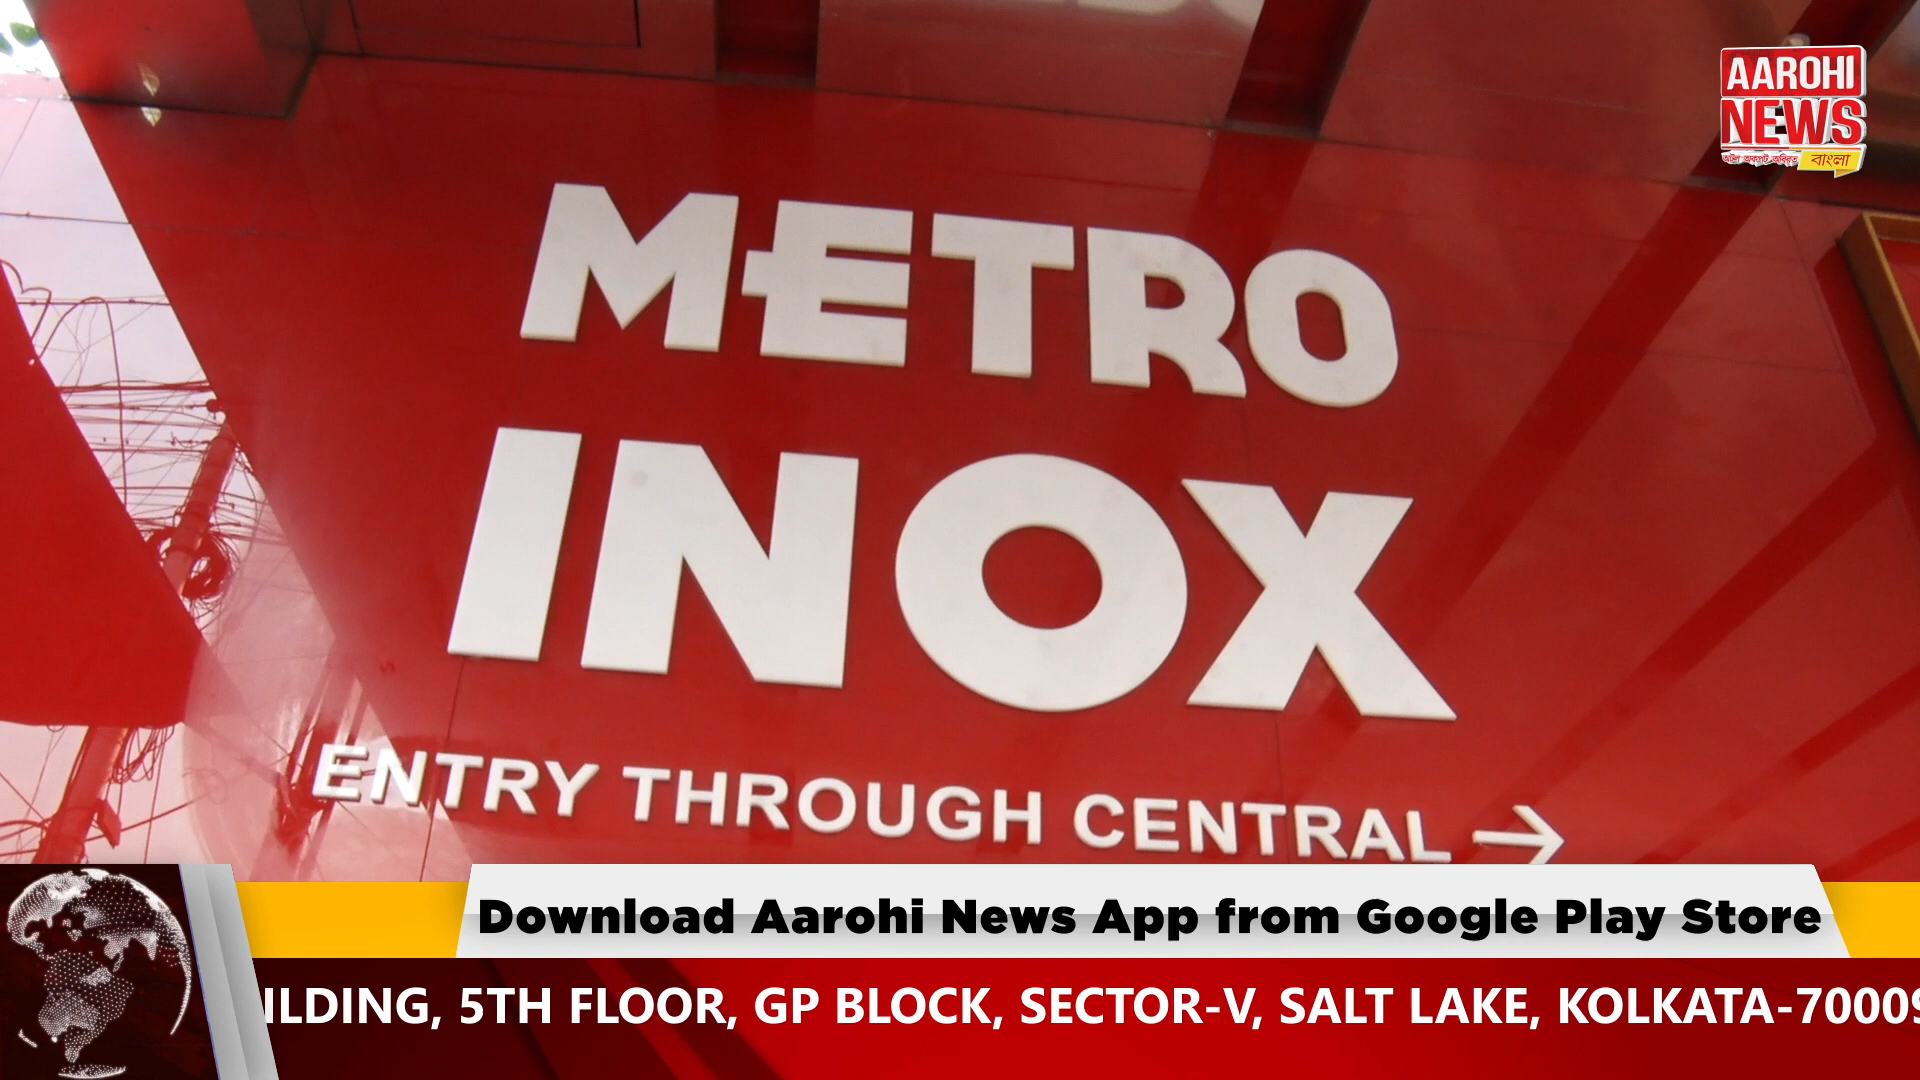 AAROHI
NEWS
বাংলা
METRO
INOX
ENTRY THROUGH CENTRAL →
Download Aarohi News App from Google Play Store
ILDING, 5TH FLOOR, GP BLOCK, SECTOR-V, SALT LAKE, KOLKATA-70009